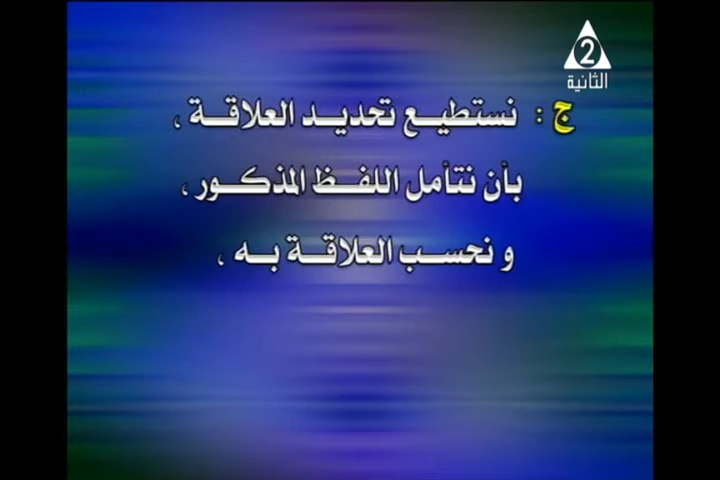 2
الثانية
ج : نستطيع تحديد العلاقة ،
بأن نتأمل اللفظ المذكور ،
و نحسب العلاقة به ،